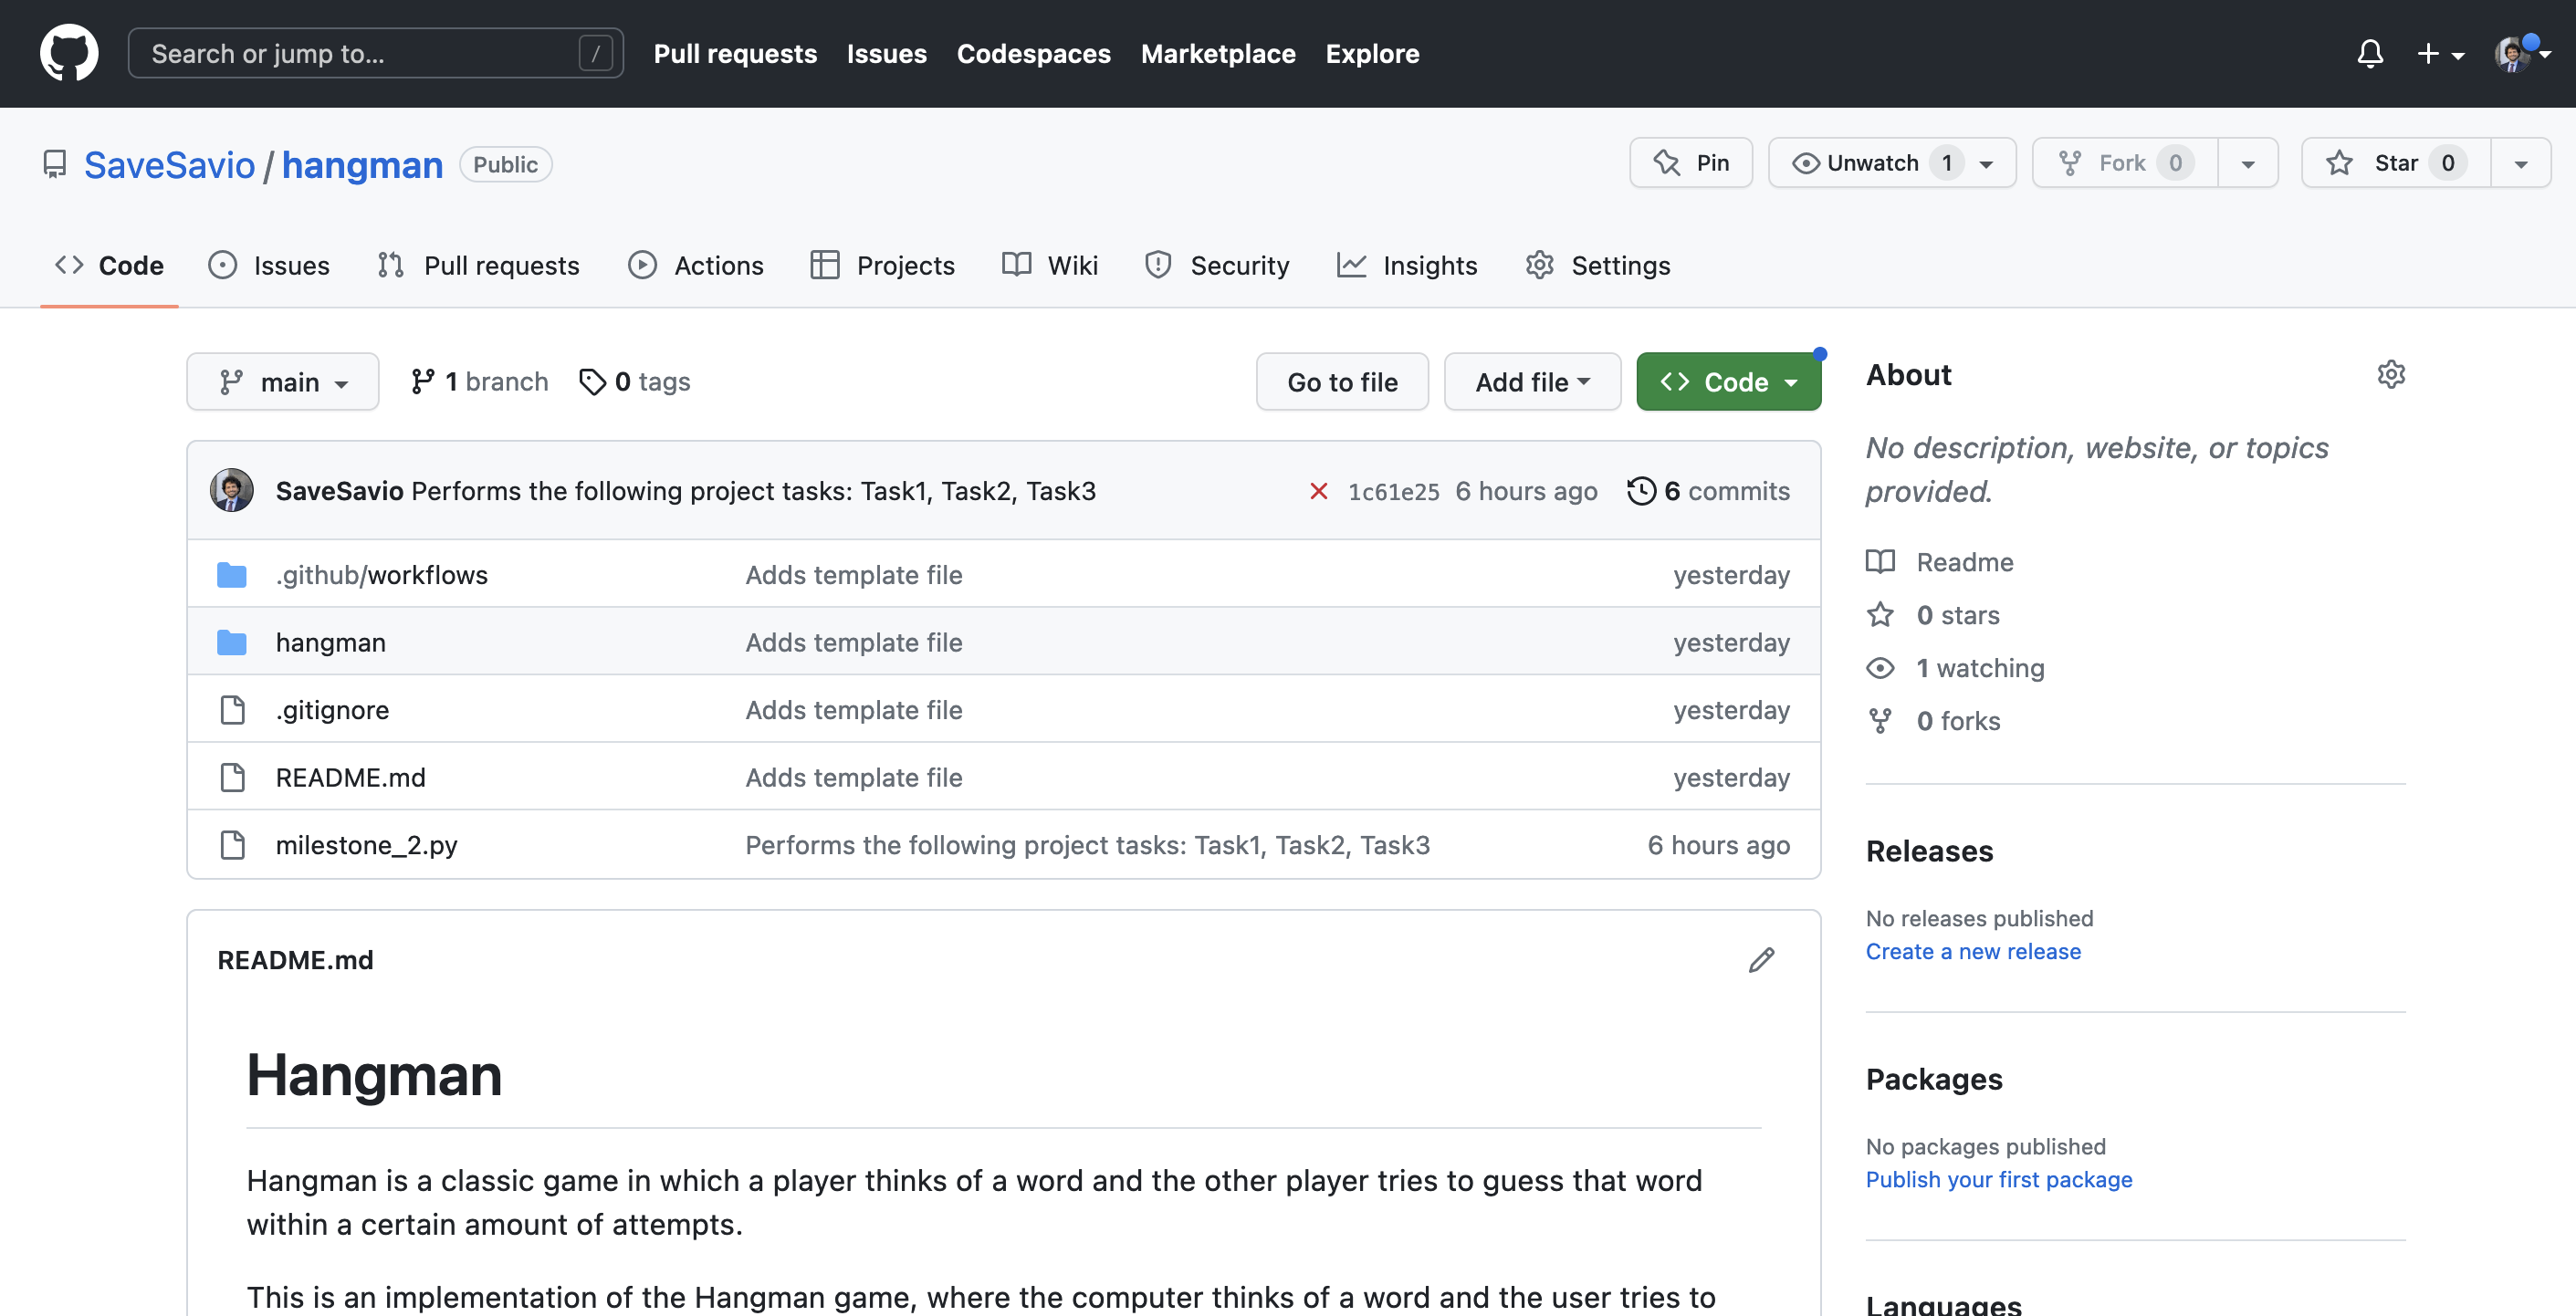 Search or jump to... /
Pull requests Issues Codespaces Marketplace Explore
SaveSavio / hangman Public
Pin Unwatch 1 Fork 0 Star 0
Code Issues Pull requests Actions Projects Wiki Security Insights Settings
main 1 branch 0 tags Go to file Add file Code
SaveSavio Performs the following project tasks: Task1, Task2, Task3 1c61e25 6 hours ago 6 commits
.github/workflows Adds template file yesterday
hangman Adds template file yesterday
.gitignore Adds template file yesterday
README.md Adds template file yesterday
milestone_2.py Performs the following project tasks: Task1, Task2, Task3 6 hours ago
README.md
Hangman
Hangman is a classic game in which a player thinks of a word and the other player tries to guess that word
within a certain amount of attempts.
This is an implementation of the Hangman game, where the computer thinks of a word and the user tries to
About
No description, website, or topics
provided.
Readme
0 stars
1 watching
0 forks
Releases
No releases published
Create a new release
Packages
No packages published
Publish your first package
Languages